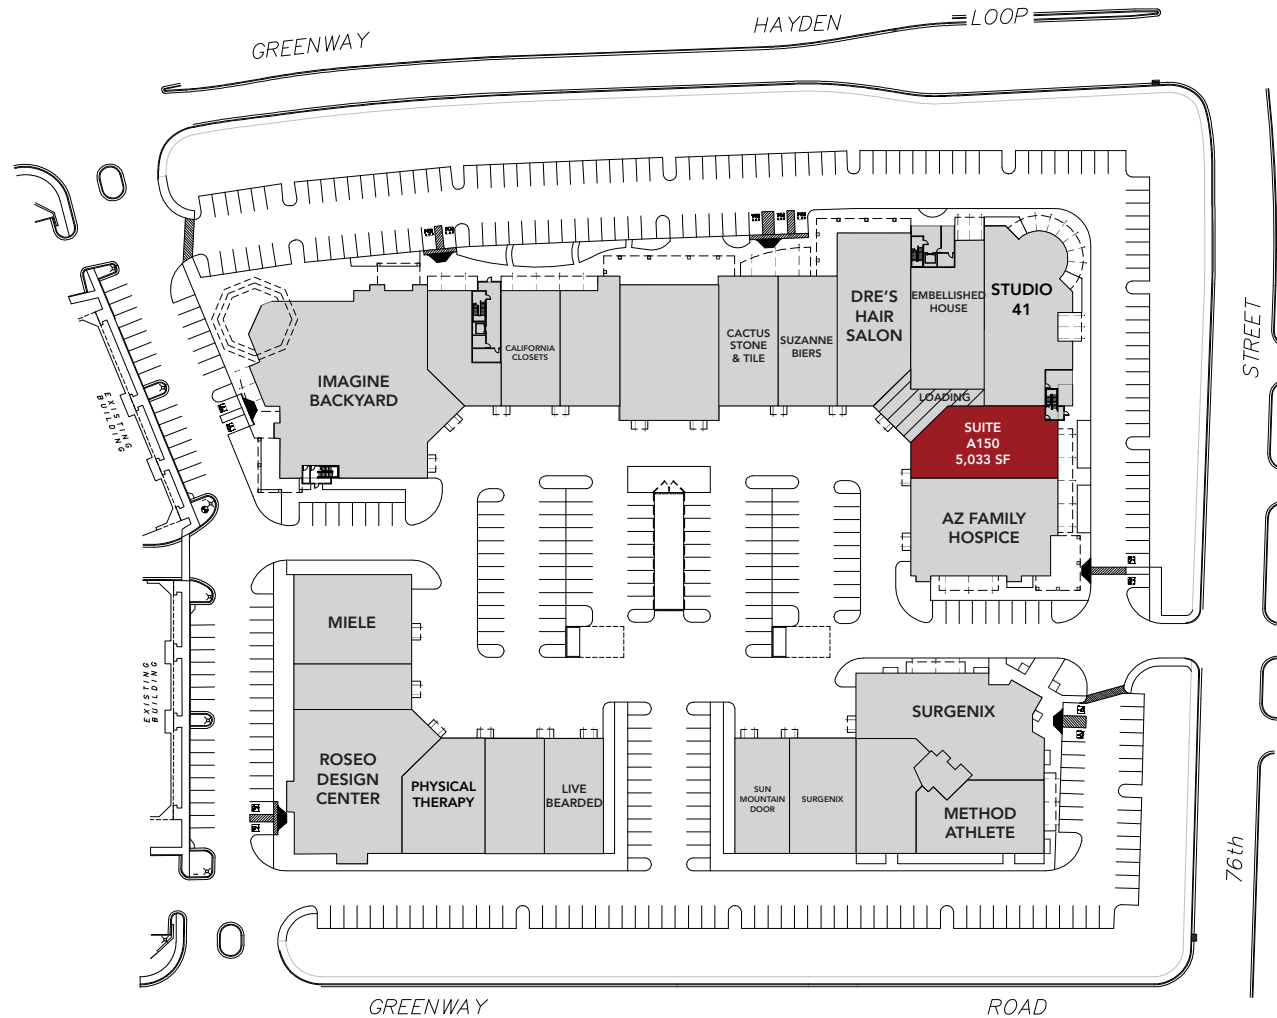 GREENWAY
HAYDEN
LOOP
STREET
76th
EXISTING
BUILDING
IMAGINE
BACKYARD
CALIFORNIA
CLOSETS
CACTUS
STONE
& TILE
SUZANNE
BIERS
DRE'S
HAIR
SALON
EMBELLISHED
HOUSE
STUDIO
41
LOADING
SUITE
A150
5,033 SF
AZ FAMILY
HOSPICE
EXISTING
BUILDING
MIELE
ROSEO
DESIGN
CENTER
PHYSICAL
THERAPY
LIVE
BEARDED
SUN
MOUNTAIN
DOOR
SURGENIX
SURGENIX
METHOD
ATHLETE
GREENWAY
ROAD